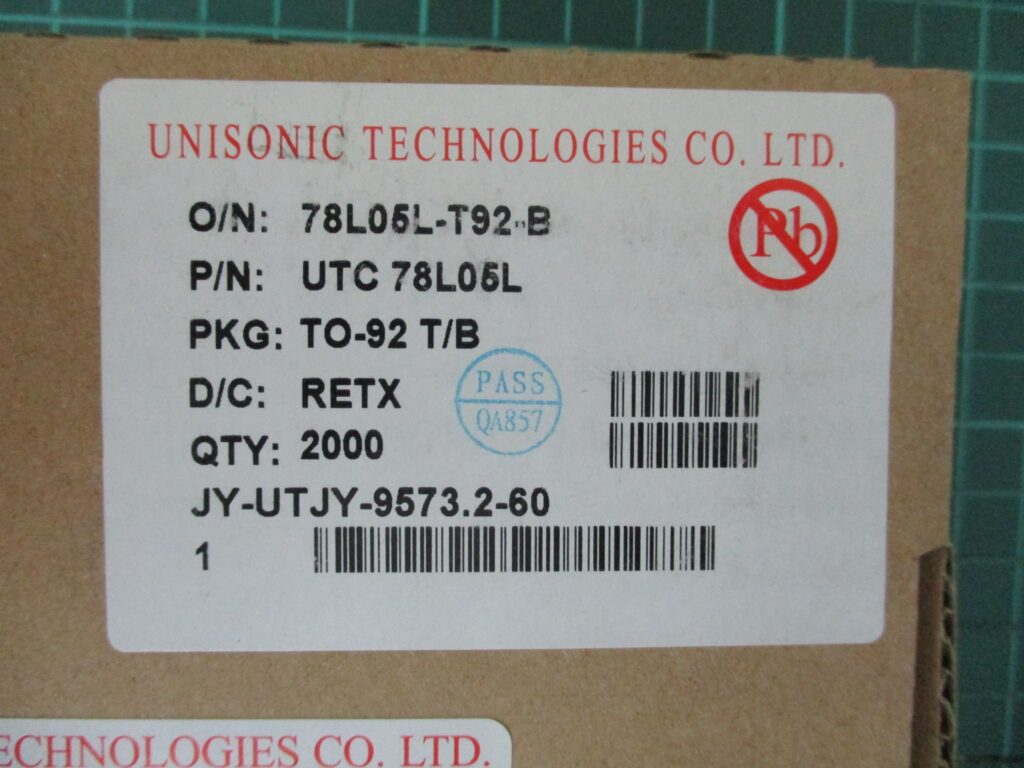 UNISONIC TECHNOLOGIES CO. LTD.
O/N: 78L05L-T92-B
Pb
P/N: UTC 78L05L
PKG: TO-92 T/B
D/C: RETX
PASS
QA857
QTY: 2000
JY-UTJY-9573.2-60
1
ECHNOLOGIES CO. LTD.